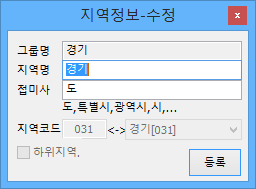 지역정보-수정
x
그룹명 경기
지역명 경기
접미사 도
도,특별시,광역시,시,...
지역코드 031 <-> 경기[031]
하위지역.
등록